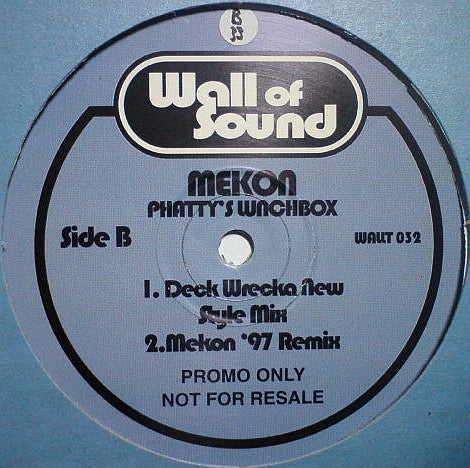 B
33
Wall of
Sound
MEKON
PHATTY'S LUNCHBOX
Side B
WALLT 032
1. Deck Wrecka New
Style Mix
2.Mekon '97 Remix
PROMO ONLY
NOT FOR RESALE